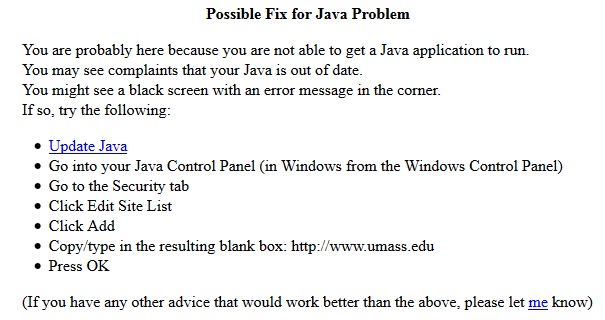 Possible Fix for Java Problem
You are probably here because you are not able to get a Java application to run.
You may see complaints that your Java is out of date.
You might see a black screen with an error message in the corner.
If so, try the following:
• Update Java
• Go into your Java Control Panel (in Windows from the Windows Control Panel)
• Go to the Security tab
• Click Edit Site List
• Click Add
• Copy/type in the resulting blank box: http://www.umass.edu
• Press OK
(If you have any other advice that would work better than the above, please let me know)